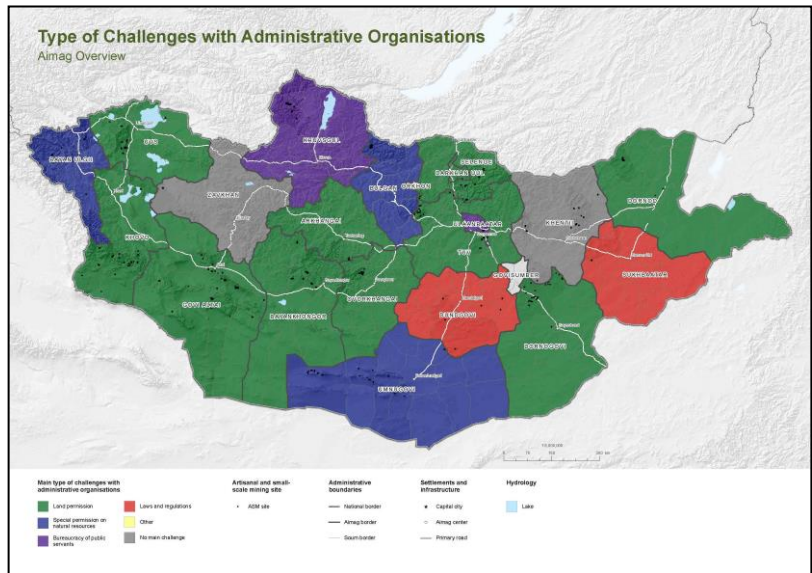 Type of Challenges with Administrative Organisations
Aimag Overview
KHUVSGUL
UVS
BAYAN ULGII
SELENGE
DARKHAN UUL
ORKHON
BULGAN
ZAVKHAN
DORNOD
ARKHANGAI
ULAANBAATAR
KHENTII
KHOVD
TUV
GOVISUMBER
SUKHBAATAR
GOVI ALTAI
UVURKHANGAI
BAYANKHONGOR
DUNDGOVI
DORNOGOVI
UMNUGOVI
Main type of challenges with
administrative organisations
Land permission
Special permission on
natural resources
Bureaucracy of public
servants
Laws and regulations
Other
No main challenge
Artisanal and small-
scale mining site
ASM site
Administrative
boundaries
National border
Aimag border
Soum border
Settlements and
infrastructure
Capital city
Aimag center
Primary road
Hydrology
Lake